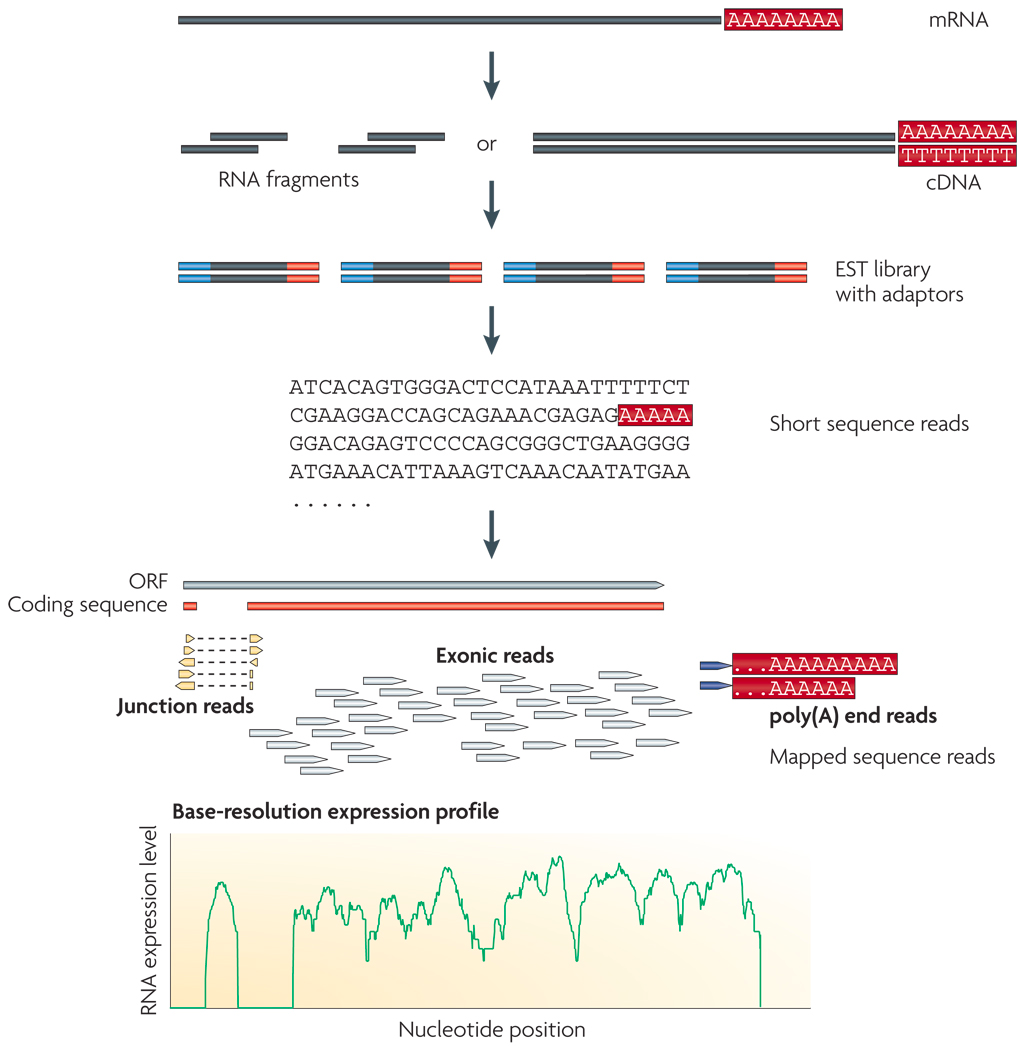 AAAAAAAA
mRNA
or
AAAAAAAA
TTTTTTTT
RNA fragments
cDNA
EST library
with adaptors
ATCACAGTGGGACTCCATAAATTTTTCT
CGAAGGACCAGCAGAAACGAGAGAAAAA
GGACAGAGTCCCCAGCGGGCTGAAGGGG
ATGAAACATTAAAGTCAAACAATATGAA
. . . . . .
Short sequence reads
ORF
Coding sequence
Junction reads
Exonic reads
...AAAAAAAAA
...AAAAAA
poly(A) end reads
Mapped sequence reads
Base-resolution expression profile
RNA expression level
Nucleotide position